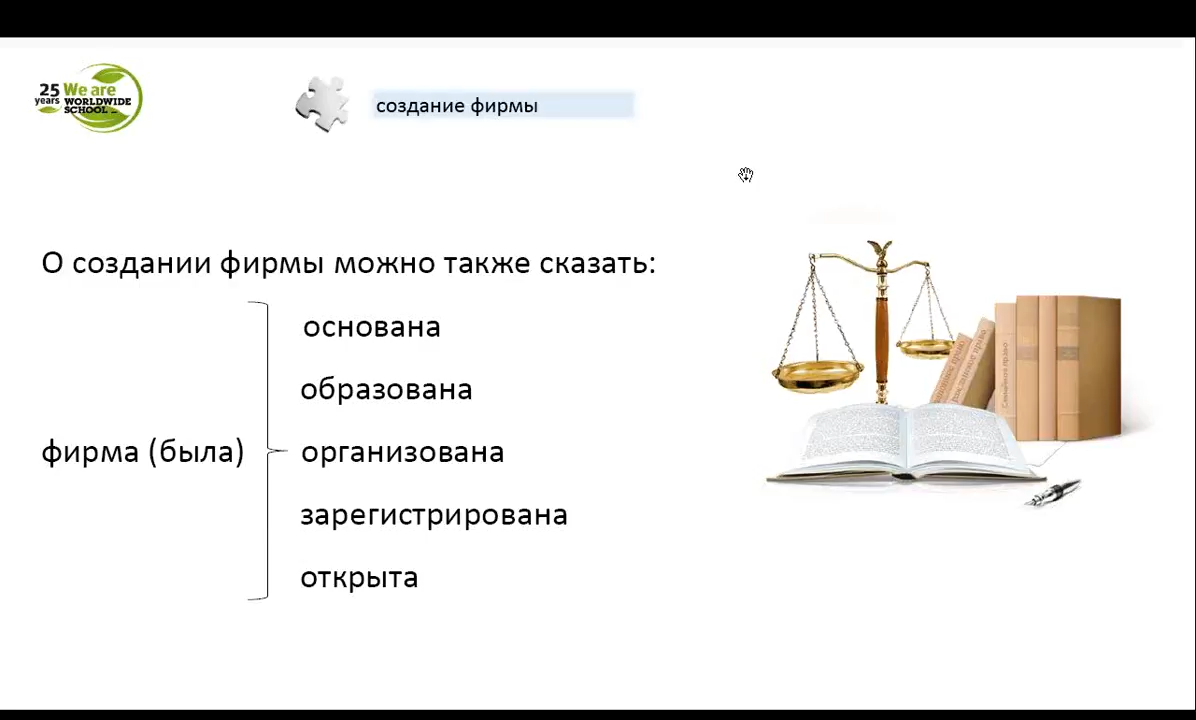 25 We are
years WORLDWIDE
SCHOOL
создание фирмы
О создании фирмы можно также сказать:
основана
образована
фирма (была) организована
зарегистрирована
открыта